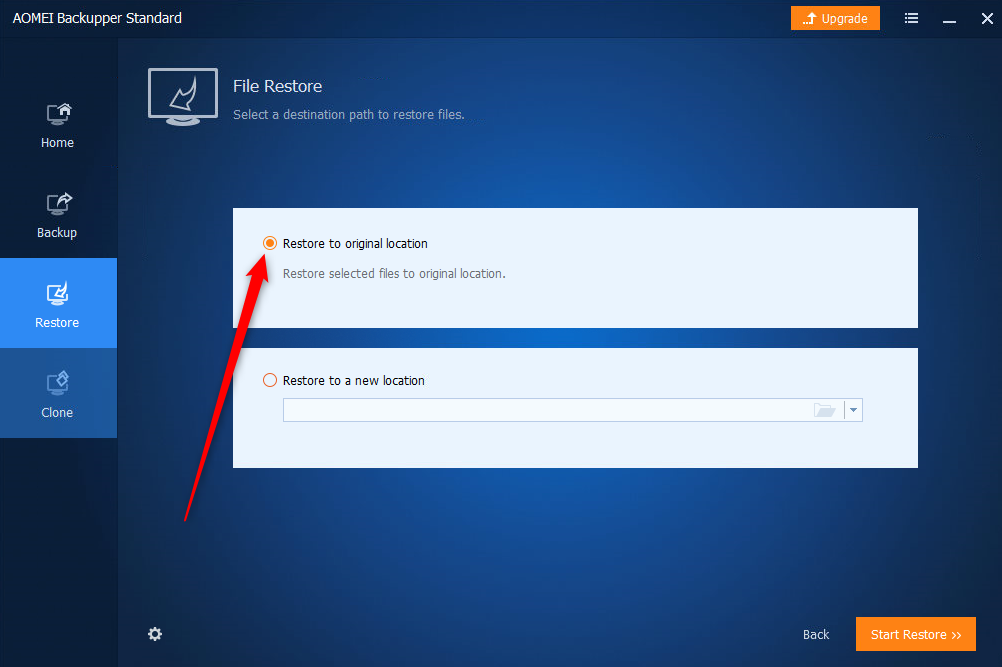 AOMEI Backupper Standard
Upgrade
File Restore
Select a destination path to restore files.
Home
Backup
Restore
Clone
Restore to original location
Restore selected files to original location.
Restore to a new location
Back
Start Restore >>